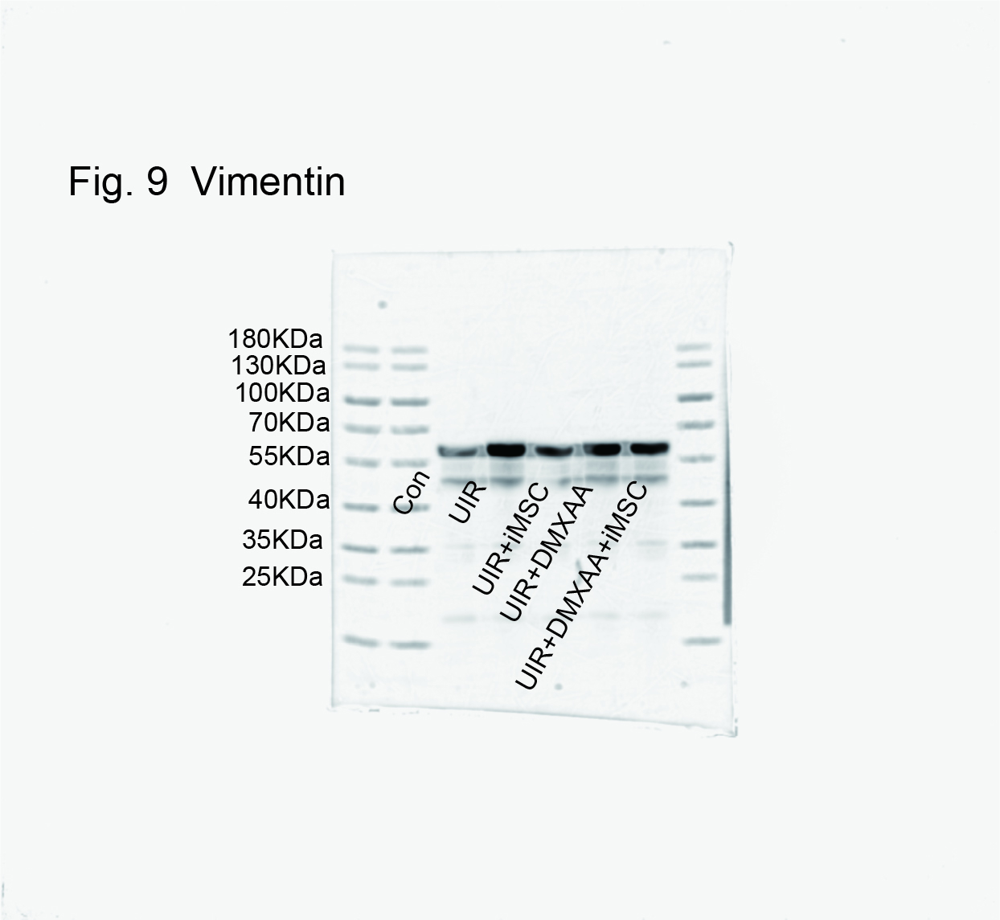 Fig. 9 Vimentin
180KDa
130KDa
100KDa
70KDa
55KDa
40KDa
35KDa
25KDa
Con
UIR
UIR+iMSC
UIR+DMXAA
UIR+DMXAA+iMSC